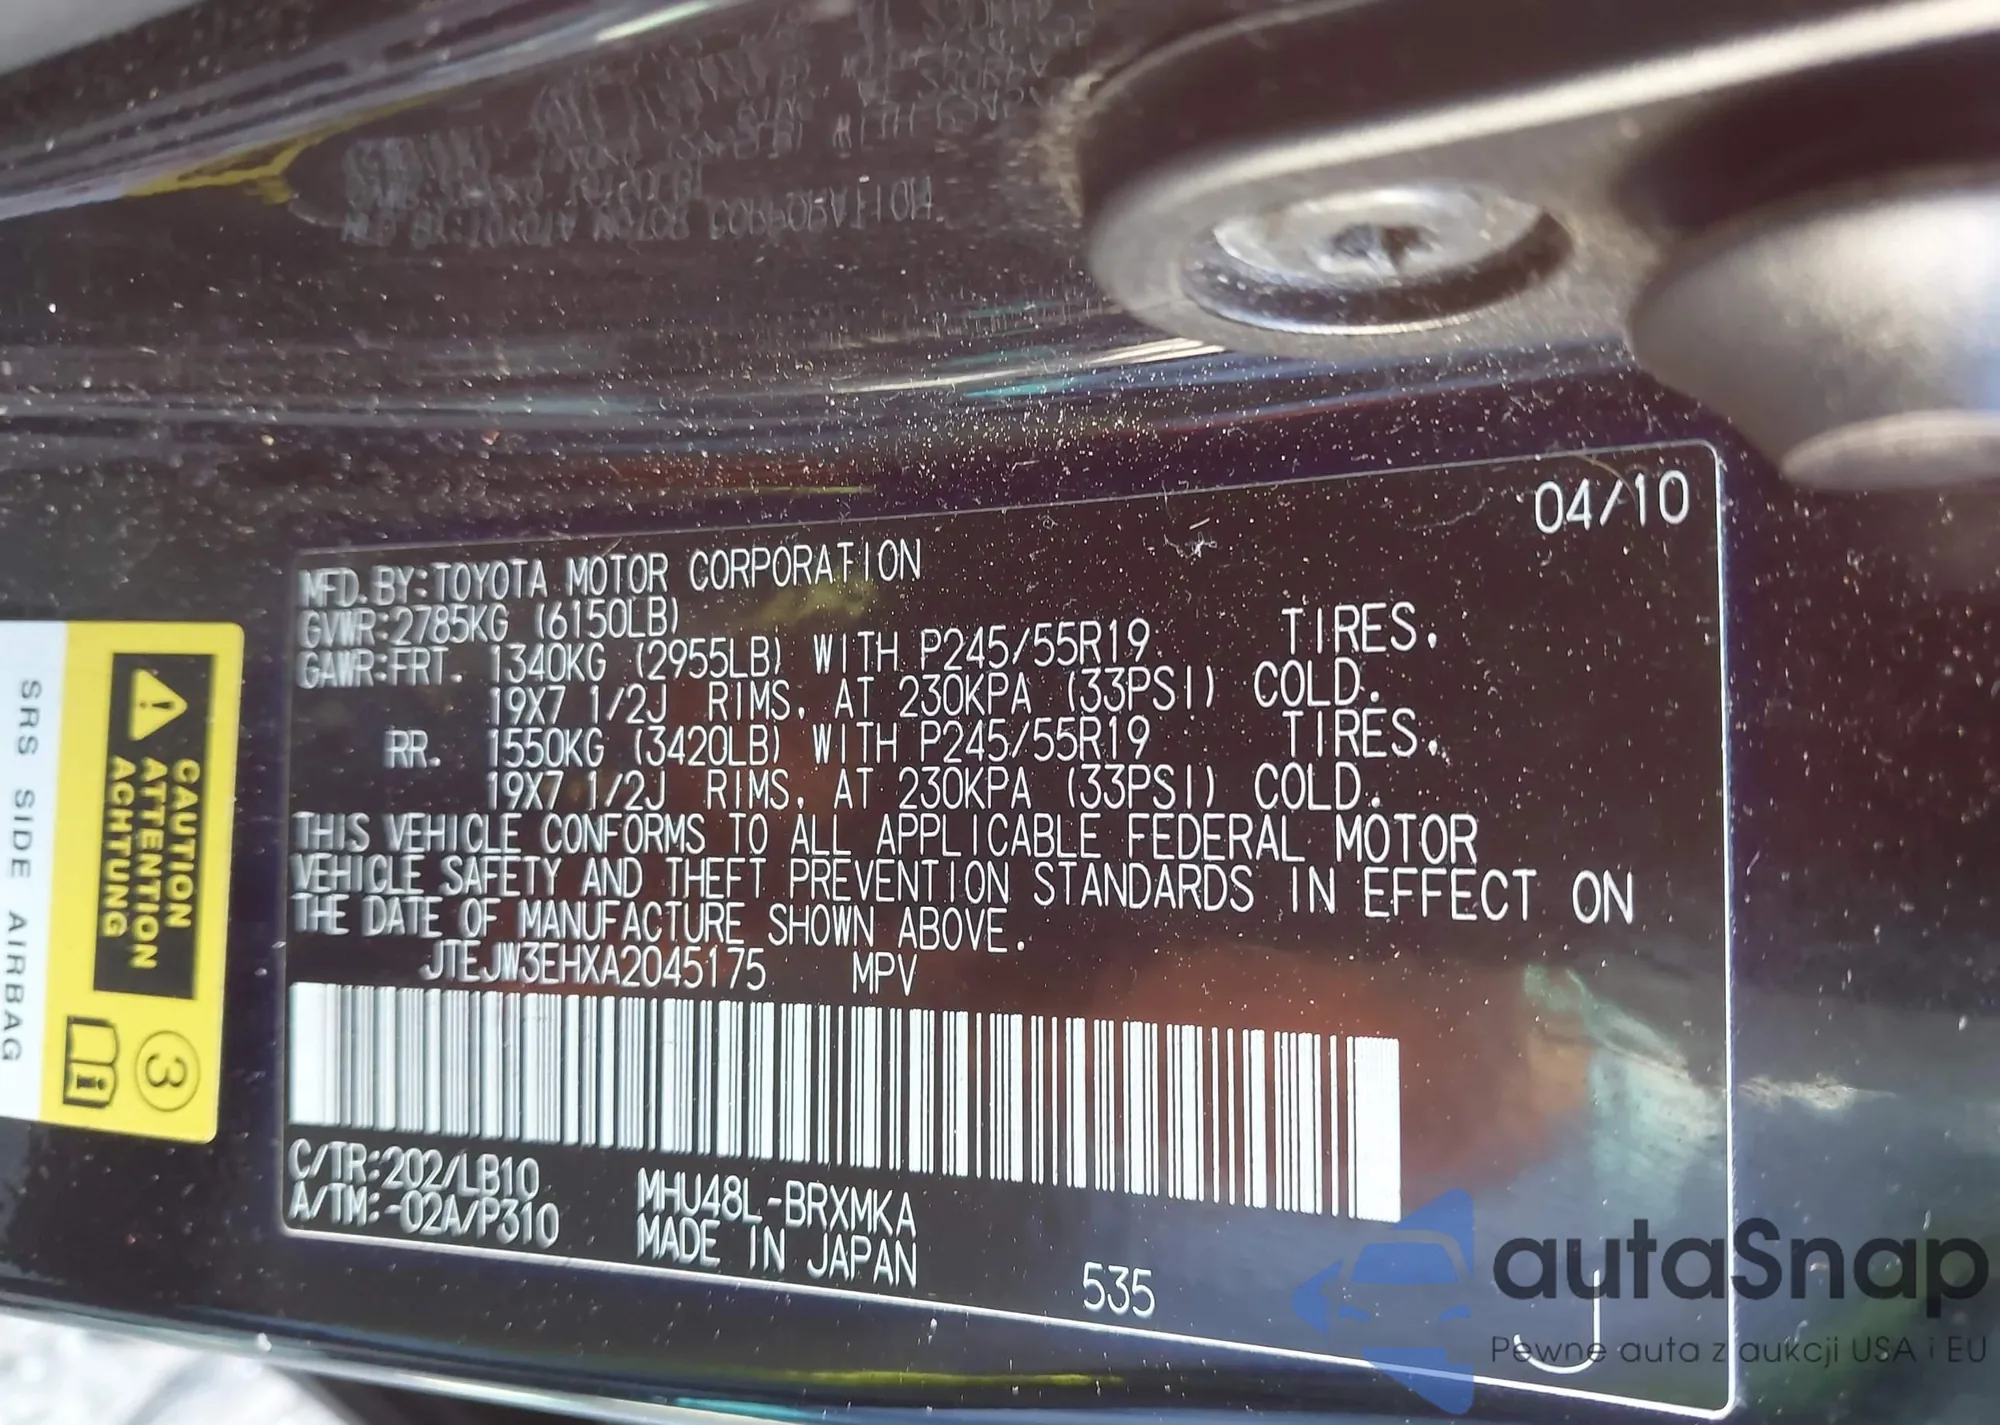 04/10
MFD.BY:TOYOTA MOTOR CORPORATION
GVWR:2785KG (6150LB)
GAWR:FRT. 1340KG (2955LB) WITH P245/55R19 TIRES.
19X7 1/2J RIMS, AT 230KPA (33PSI) COLD.
RR. 1550KG (3420LB) WITH P245/55R19 TIRES,
19X7 1/2J RIMS, AT 230KPA (33PSI) COLD.
THIS VEHICLE CONFORMS TO ALL APPLICABLE FEDERAL MOTOR
VEHICLE SAFETY AND THEFT PREVENTION STANDARDS IN EFFECT ON
THE DATE OF MANUFACTURE SHOWN ABOVE.
JTEJW3EHXA2045175 MPV
C/TR:202/LB10 MHU48L-BRXMKA
A/TM:-02A/P310 MADE IN JAPAN
535
J
CAUTION
ATTENTION
ACHTUNG
3
i
SRS SIDE AIRBAG
autaSnap
Pewne auta z aukcji USA i EU